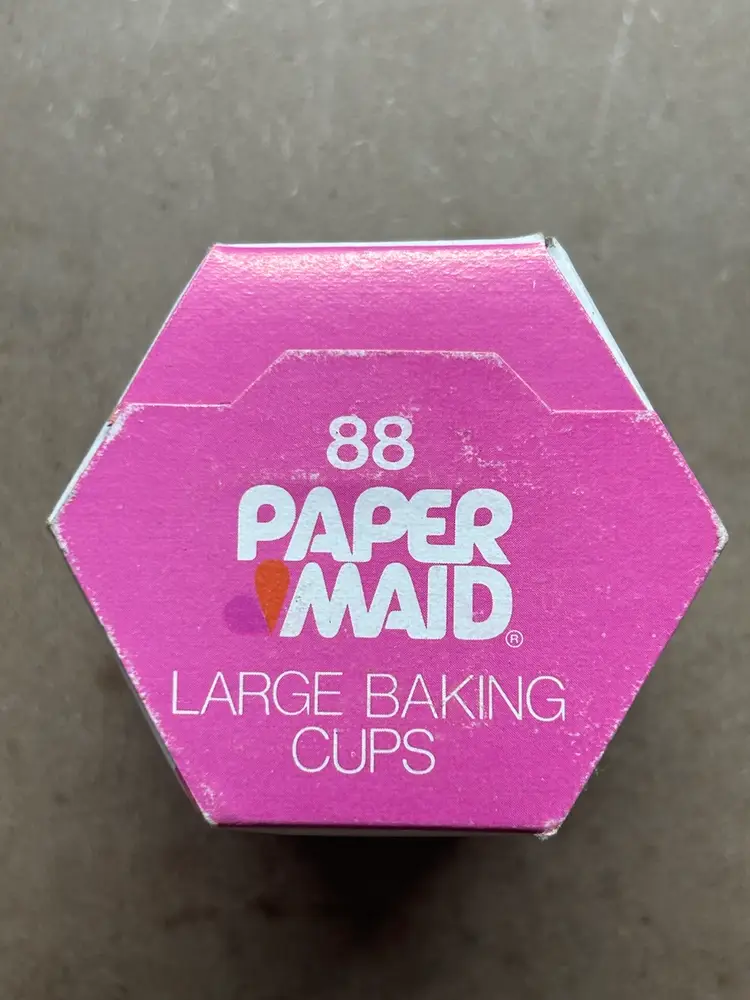 88
PAPER
MAID®
LARGE BAKING
CUPS